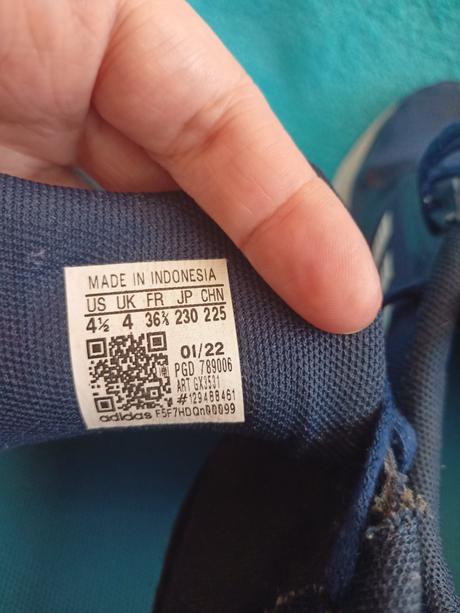 MADE IN INDONESIA
US UK FR JP CHN
4½ 4 36⅔ 230 225
01/22
PGD 789006
ART GX3531
#129488461
adidas F5F7HDQn00099